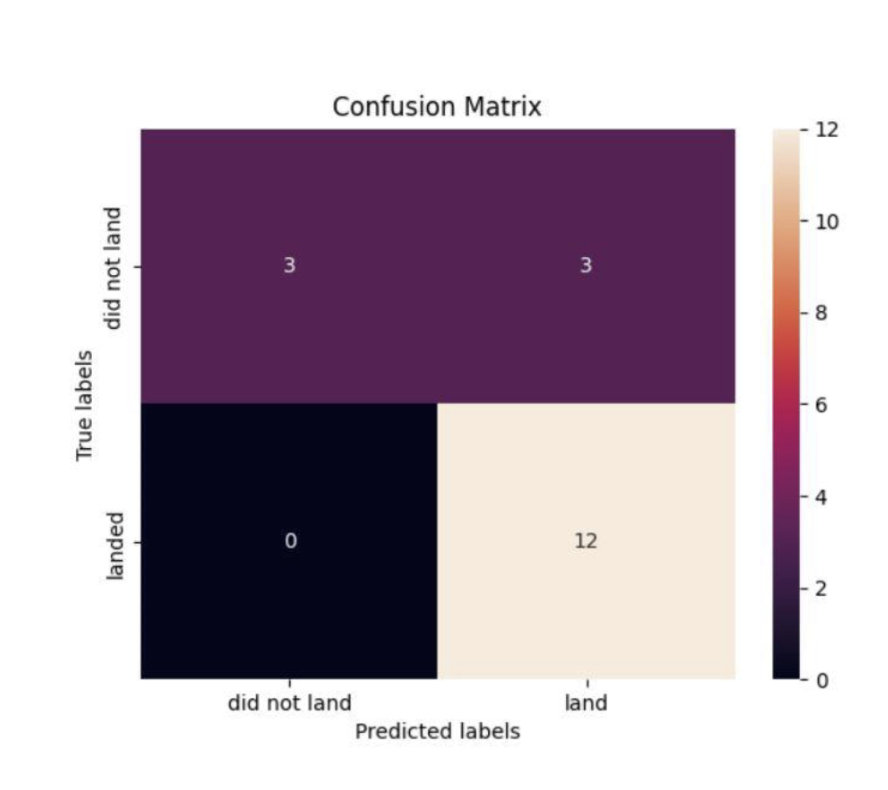 Confusion Matrix
True labels
did not land
landed
3 3
0 12
did not land land
Predicted labels
12
10
8
6
4
2
0